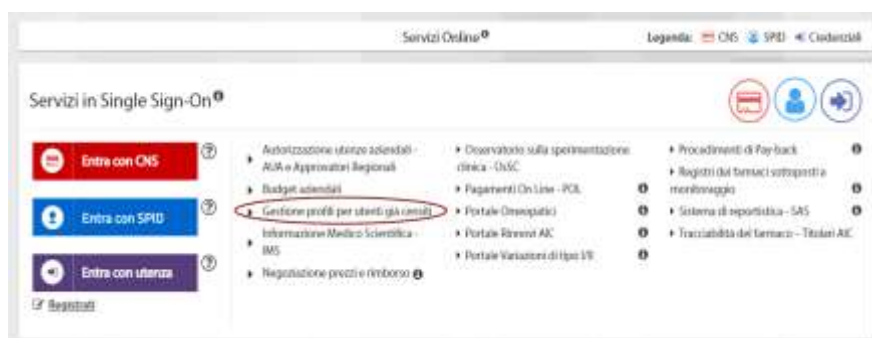 Servizi Online
Legenda: CNS SPID Credenziali
Servizi in Single Sign-On
Entra con CNS
Entra con SPID
Entra con utenza
Registrati
Autorizzazione utenze aziendali -
AUA e Approvatori Regionali
Budget aziendali
Gestione profili per utenti già censiti
Informazione Medico Scientifica -
IMS
Negoziazione prezzi e rimborso
Osservatorio sulla sperimentazione
clinica - OsSC
Pagamenti On Line - POL
Portale Omeopatici
Portale Rinnovi AIC
Portale Variazioni di tipo I/II
Procedimenti di Pay-back
Registri dei farmaci sottoposti a
monitoraggio
Sistema di reportistica - SAS
Tracciabilità del farmaco - Titolari AIC